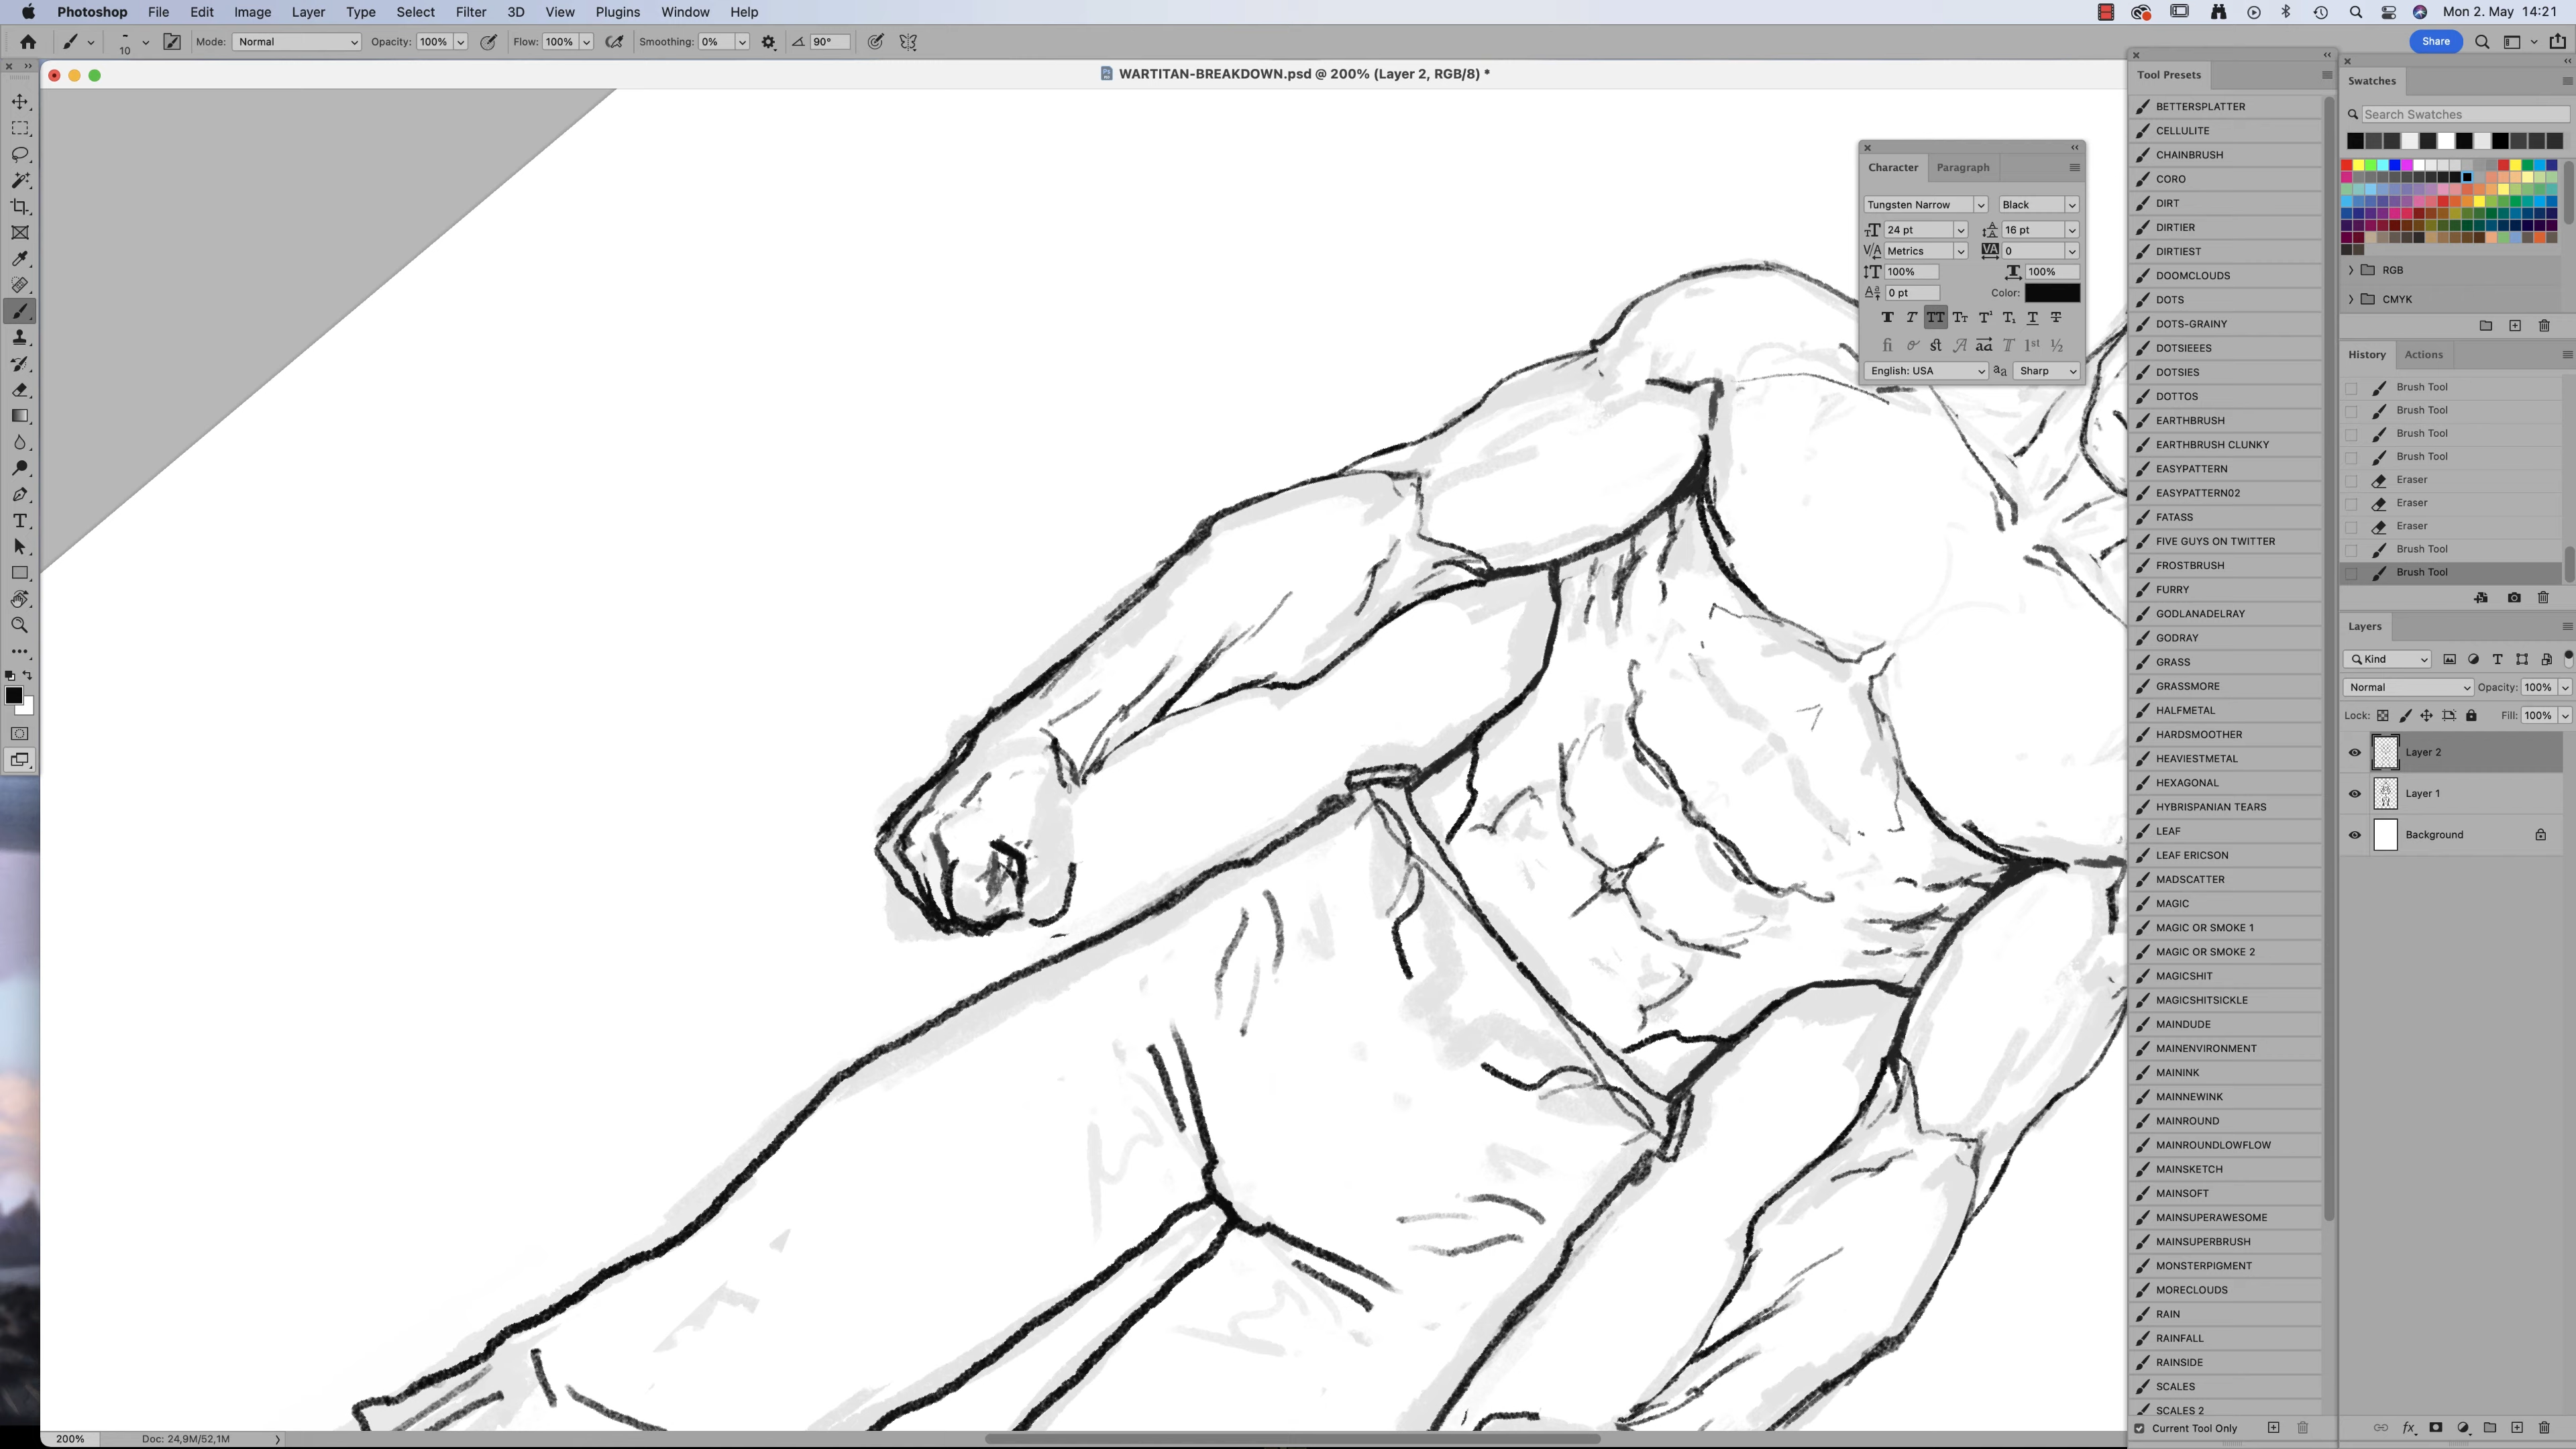 Photoshop File Edit Image Layer Type Select Filter 3D View Plugins Window Help
Mon 2. May 14:21
10 Mode: Normal Opacity: 100% Flow: 100% Smoothing: 0% 90°
Share
WARTITAN-BREAKDOWN.psd @ 200% (Layer 2, RGB/8) *
Character Paragraph
Tungsten Narrow Black
24 pt 16 pt
Metrics 0
100% 100%
0 pt Color:
English: USA Sharp
Tool Presets
BETTERSPLATTER
CELLULITE
CHAINBRUSH
CORO
DIRT
DIRTIER
DIRTIEST
DOOMCLOUDS
DOTS
DOTS-GRAINY
DOTSIEEES
DOTSIES
DOTTOS
EARTHBRUSH
EARTHBRUSH CLUNKY
EASYPATTERN
EASYPATTERN02
FATASS
FIVE GUYS ON TWITTER
FROSTBRUSH
FURRY
GODLANADELRAY
GODRAY
GRASS
GRASSMORE
HALFMETAL
HARDSMOOTHER
HEAVIESTMETAL
HEXAGONAL
HYBRISPANIAN TEARS
LEAF
LEAF ERICSON
MADSCATTER
MAGIC
MAGIC OR SMOKE 1
MAGIC OR SMOKE 2
MAGICSHIT
MAGICSHITSICKLE
MAINDUDE
MAINENVIRONMENT
MAININK
MAINNEWINK
MAINROUND
MAINROUNDLOWFLOW
MAINSKETCH
MAINSOFT
MAINSUPERAWESOME
MAINSUPERBRUSH
MONSTERPIGMENT
MORECLOUDS
RAIN
RAINFALL
RAINSIDE
SCALES
SCALES 2
Current Tool Only
Swatches
Search Swatches
RGB
CMYK
History Actions
Brush Tool
Brush Tool
Brush Tool
Brush Tool
Eraser
Eraser
Eraser
Brush Tool
Brush Tool
Layers
Kind
Normal Opacity: 100%
Lock: Fill: 100%
Layer 2
Layer 1
Background
200% Doc: 24,9M/52,1M